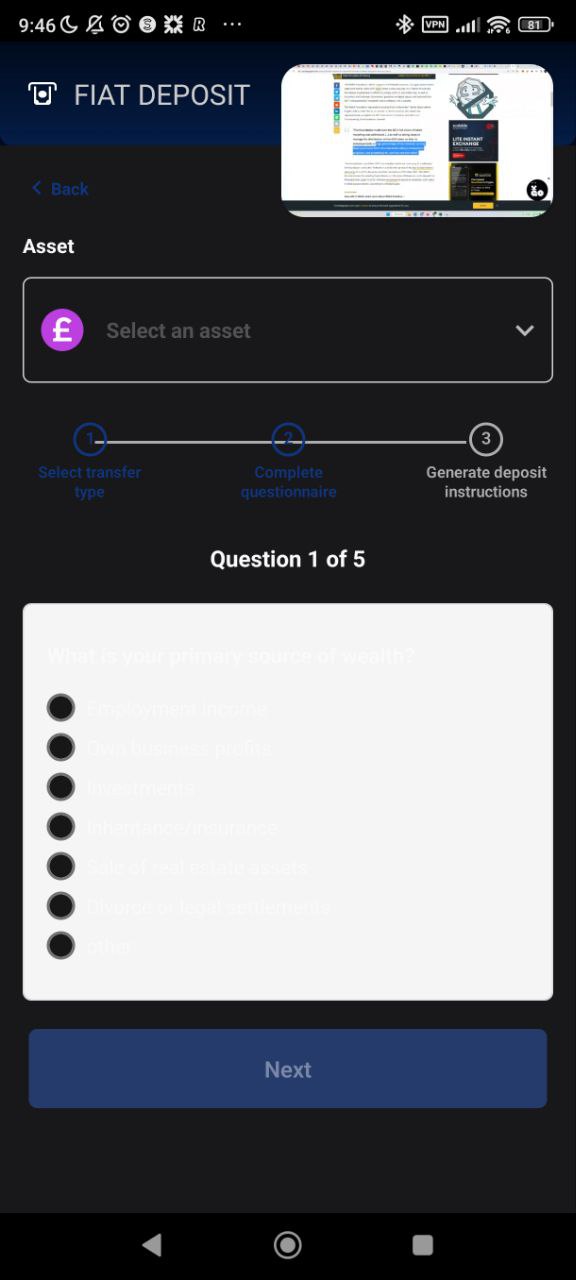 9:46
VPN
81
FIAT DEPOSIT
LITE INSTANT
EXCHANGE
Back
Asset
£ Select an asset
1 2 3
Select transfer type
Complete questionnaire
Generate deposit instructions
Question 1 of 5
What is your primary source of wealth?
Employment income
Own business profits
Investments
Inheritance/insurance
Sale of real estate assets
Divorce or legal settlements
other
Next